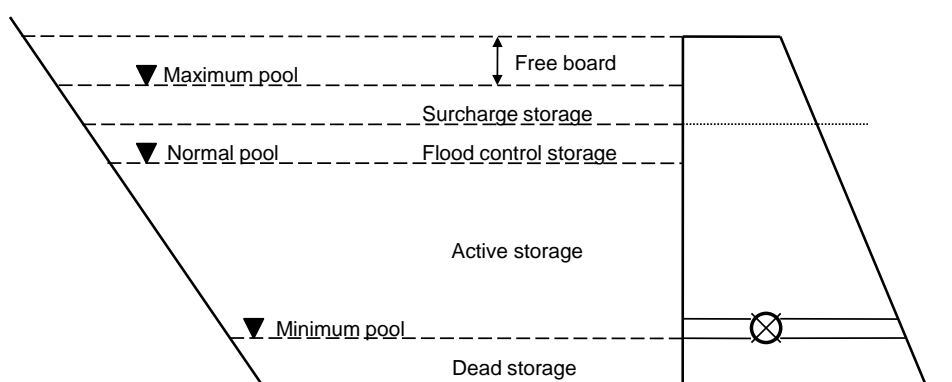 Free board
Maximum pool
Surcharge storage
Normal pool
Flood control storage
Active storage
Minimum pool
Dead storage